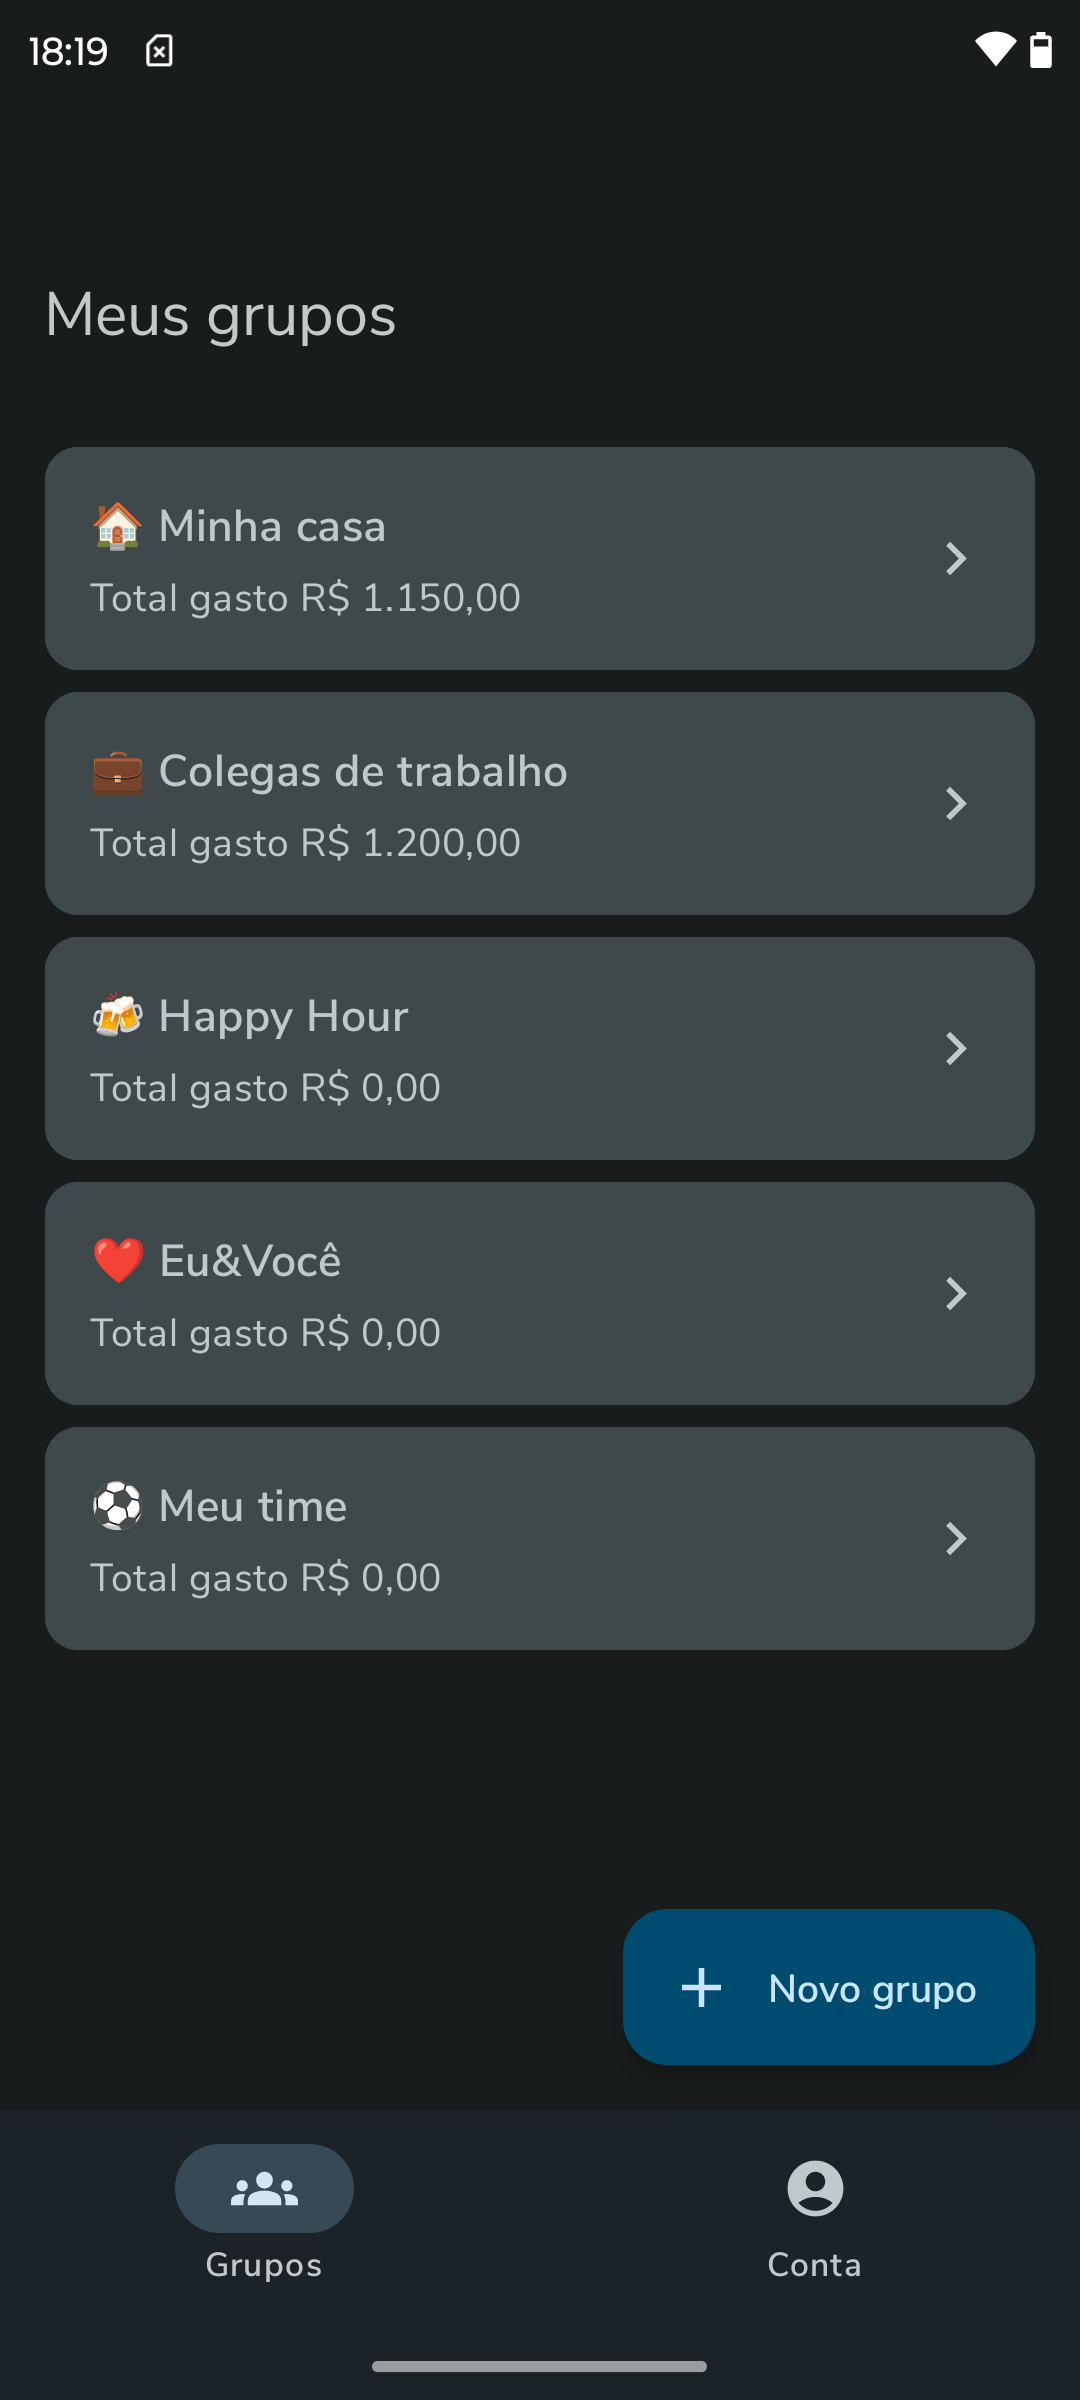 18:19
Meus grupos
🏠 Minha casa
Total gasto R$ 1.150,00
💼 Colegas de trabalho
Total gasto R$ 1.200,00
🍻 Happy Hour
Total gasto R$ 0,00
❤️ Eu&Você
Total gasto R$ 0,00
⚽ Meu time
Total gasto R$ 0,00
Novo grupo
Grupos
Conta